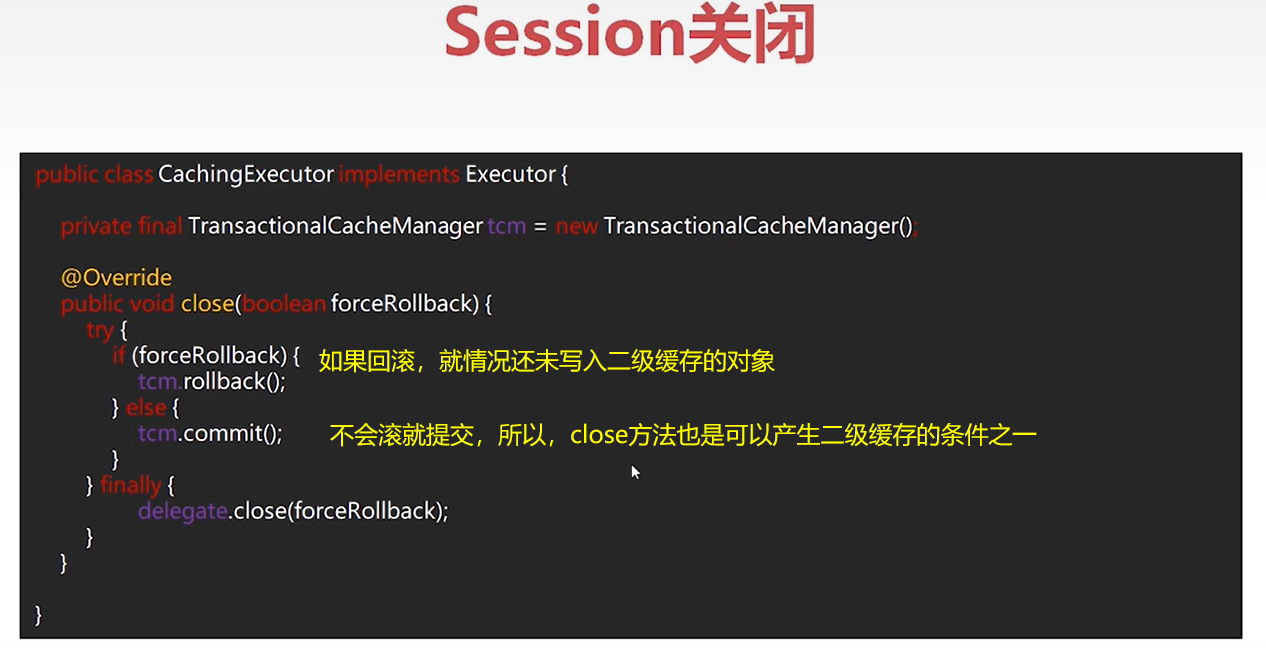 Session关闭
public class CachingExecutor implements Executor {
private final TransactionalCacheManager tcm = new TransactionalCacheManager();
@Override
public void close(boolean forceRollback) {
try {
if (forceRollback) { 如果回滚，就情况还未写入二级缓存的对象
tcm.rollback();
} else {
tcm.commit(); 不会滚就提交，所以，close方法也是可以产生二级缓存的条件之一
}
} finally {
delegate.close(forceRollback);
}
}
}